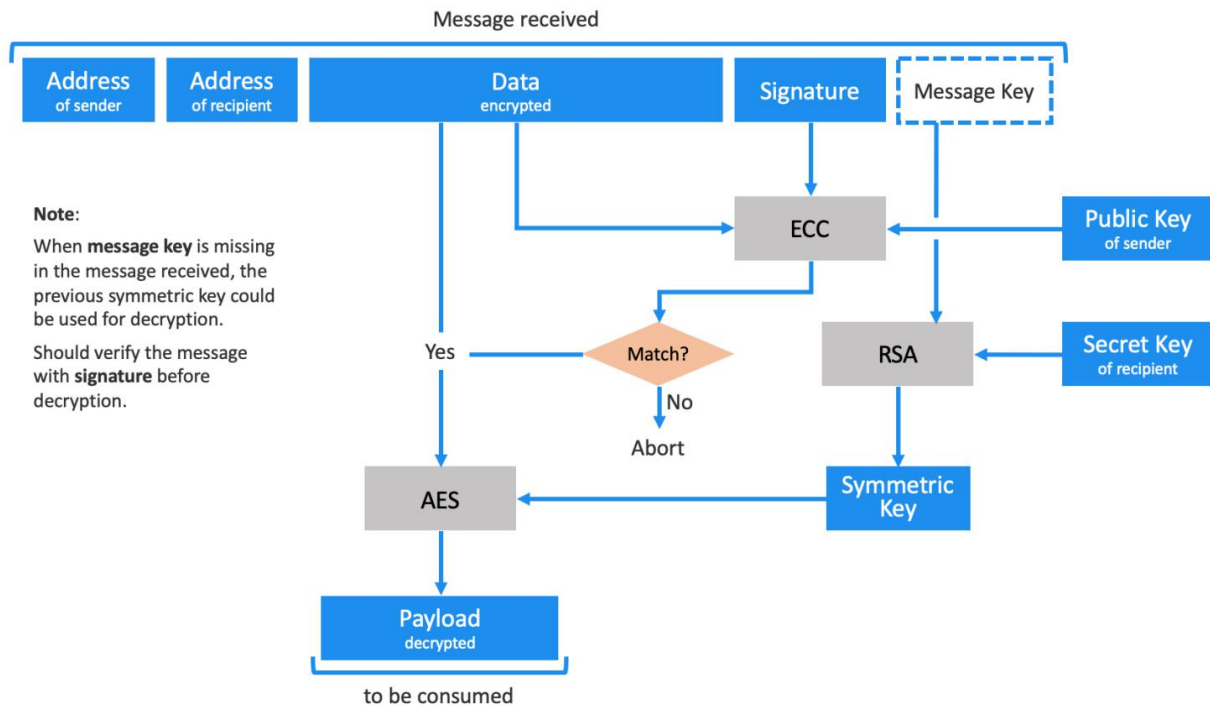 Message received
Address
of sender
Address
of recipient
Data
encrypted
Signature
Message Key
Note:
When message key is missing
in the message received, the
previous symmetric key could
be used for decryption.
Should verify the message
with signature before
decryption.
ECC
Public Key
of sender
Yes
Match?
RSA
Secret Key
of recipient
No
Abort
AES
Symmetric
Key
Payload
decrypted
to be consumed